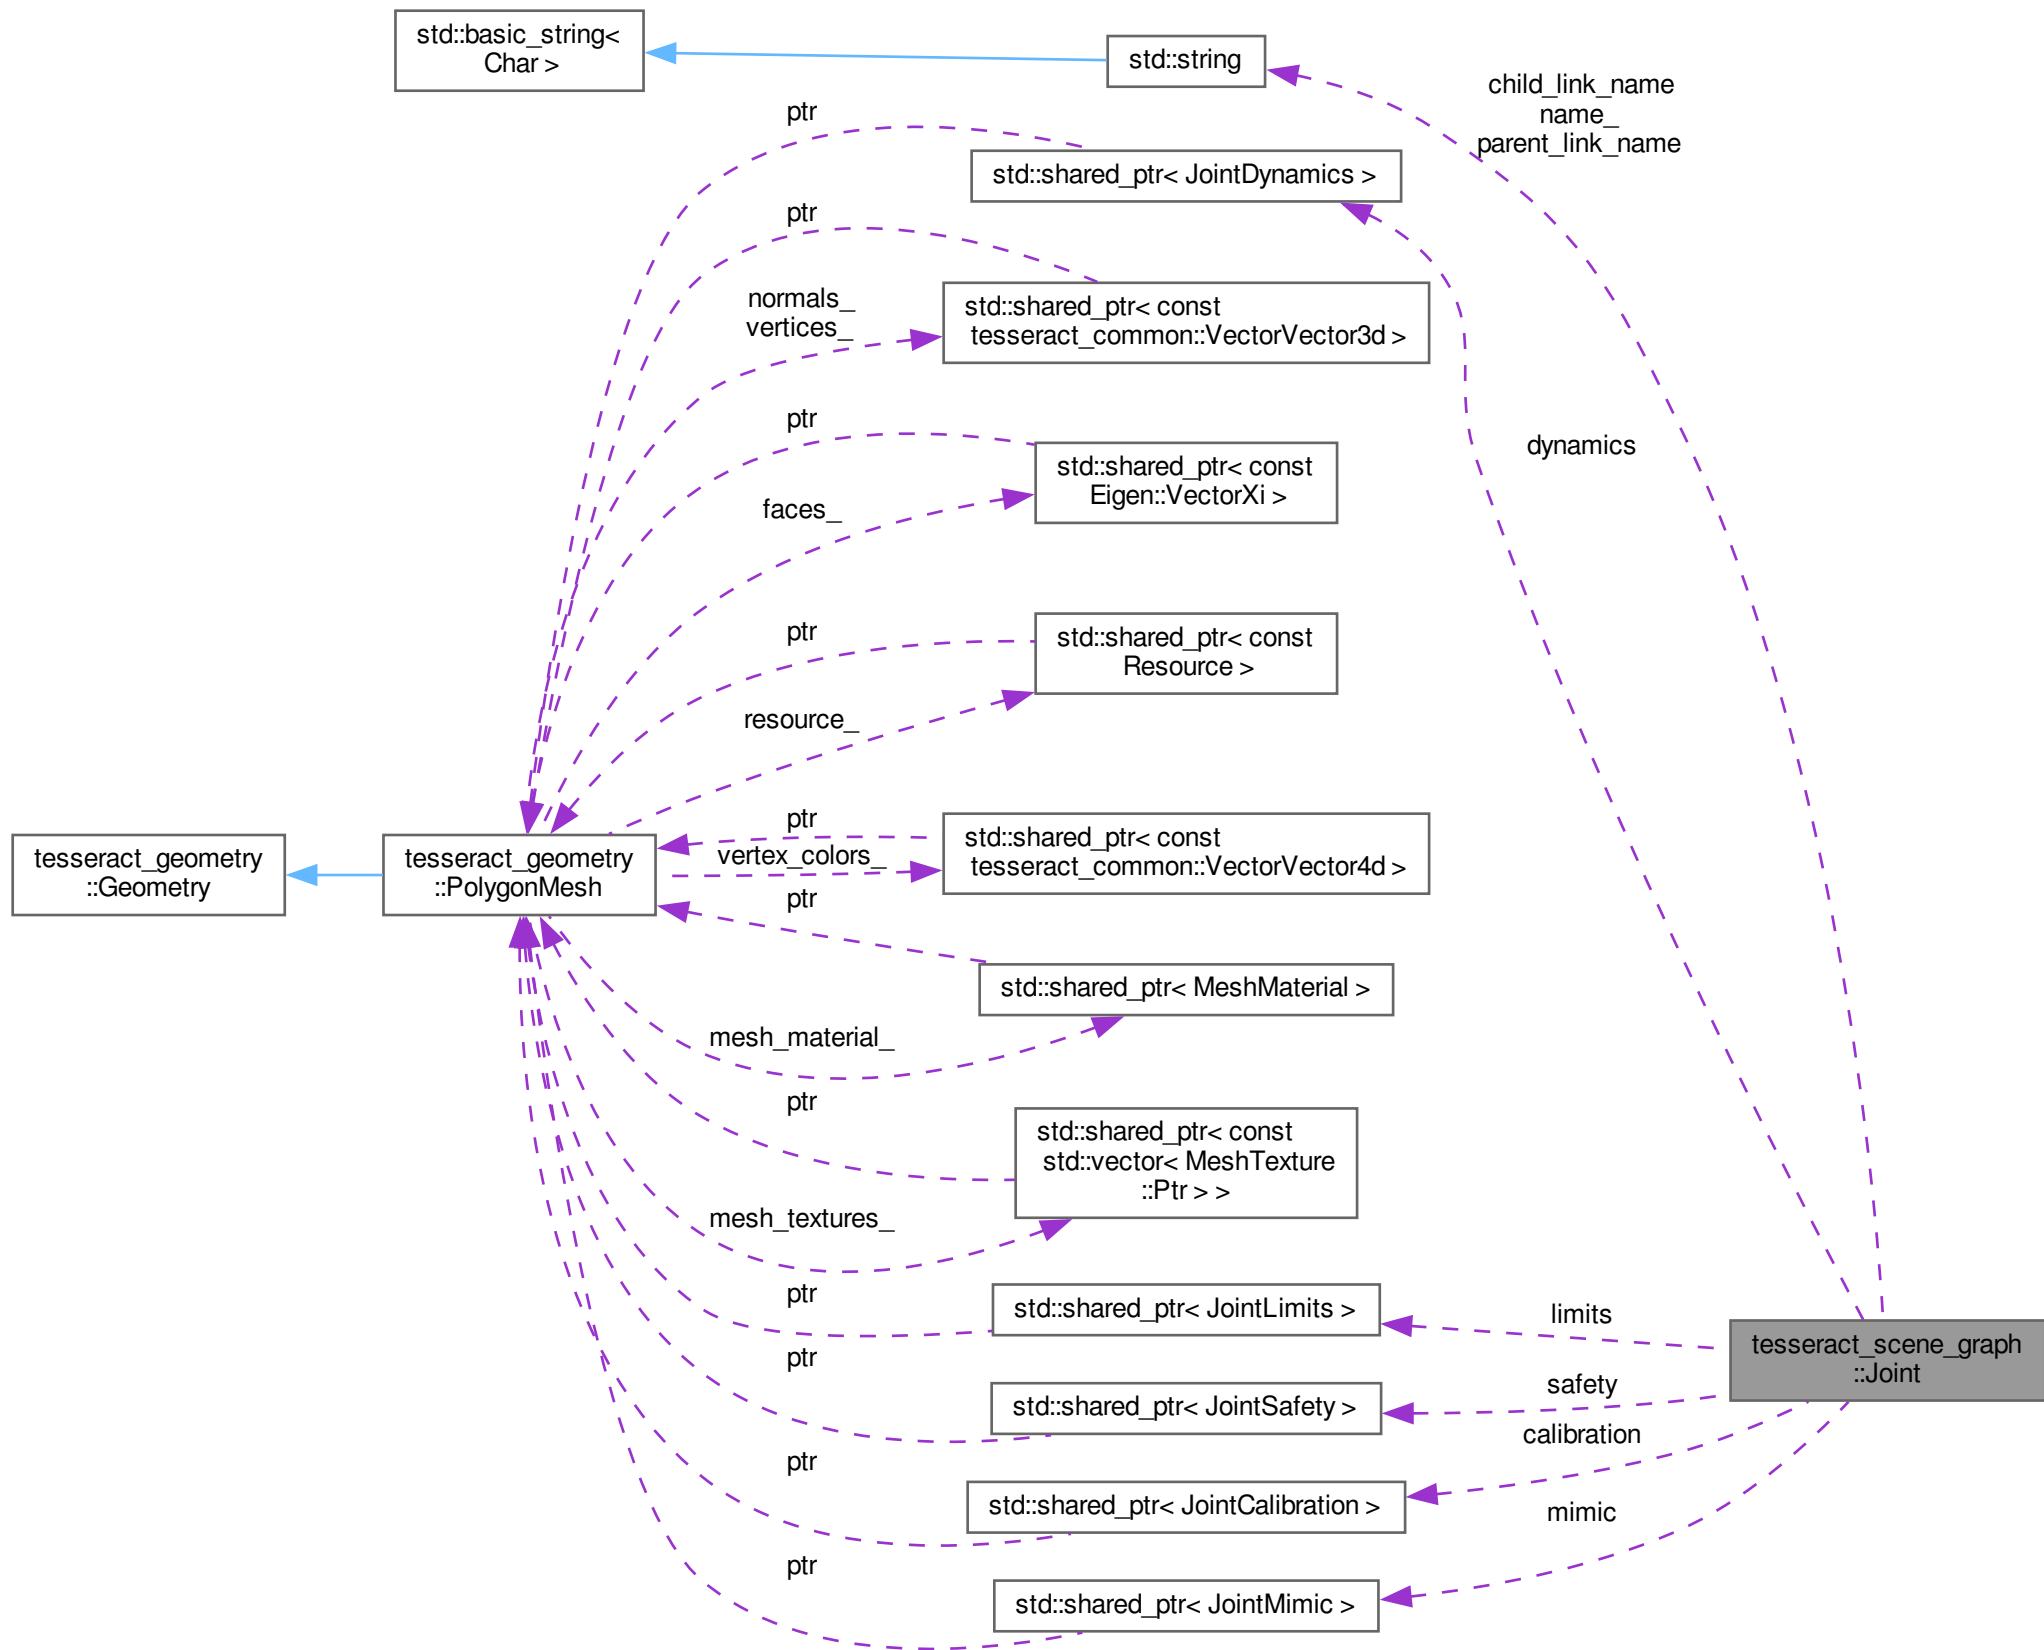 std::basic_string<
Char >
std::string
child_link_name
name_
parent_link_name
ptr
std::shared_ptr< JointDynamics >
ptr
normals_
vertices_
std::shared_ptr< const
tesseract_common::VectorVector3d >
dynamics
ptr
std::shared_ptr< const
Eigen::VectorXi >
faces_
ptr
std::shared_ptr< const
Resource >
resource_
tesseract_geometry
::Geometry
tesseract_geometry
::PolygonMesh
ptr
vertex_colors_
std::shared_ptr< const
tesseract_common::VectorVector4d >
ptr
std::shared_ptr< MeshMaterial >
mesh_material_
ptr
std::shared_ptr< const
std::vector< MeshTexture
::Ptr > >
mesh_textures_
ptr
std::shared_ptr< JointLimits >
limits
tesseract_scene_graph
::Joint
ptr
std::shared_ptr< JointSafety >
safety
calibration
ptr
std::shared_ptr< JointCalibration >
mimic
ptr
std::shared_ptr< JointMimic >